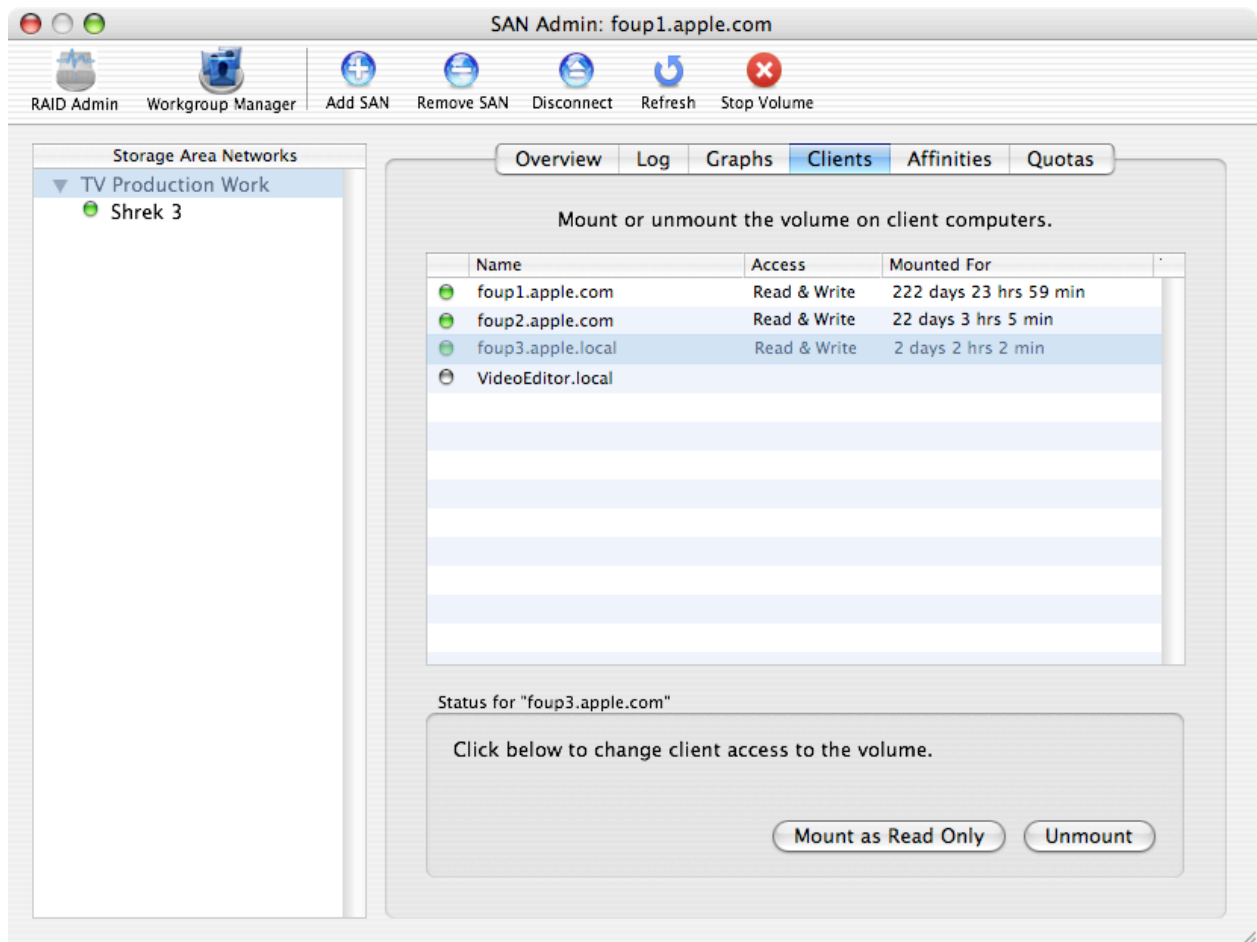 SAN Admin: foup1.apple.com
RAID Admin Workgroup Manager Add SAN Remove SAN Disconnect Refresh Stop Volume
Storage Area Networks
TV Production Work
Shrek 3
Overview Log Graphs Clients Affinities Quotas
Mount or unmount the volume on client computers.
Name Access Mounted For
foup1.apple.com Read & Write 222 days 23 hrs 59 min
foup2.apple.com Read & Write 22 days 3 hrs 5 min
foup3.apple.local Read & Write 2 days 2 hrs 2 min
VideoEditor.local
Status for "foup3.apple.com"
Click below to change client access to the volume.
Mount as Read Only Unmount